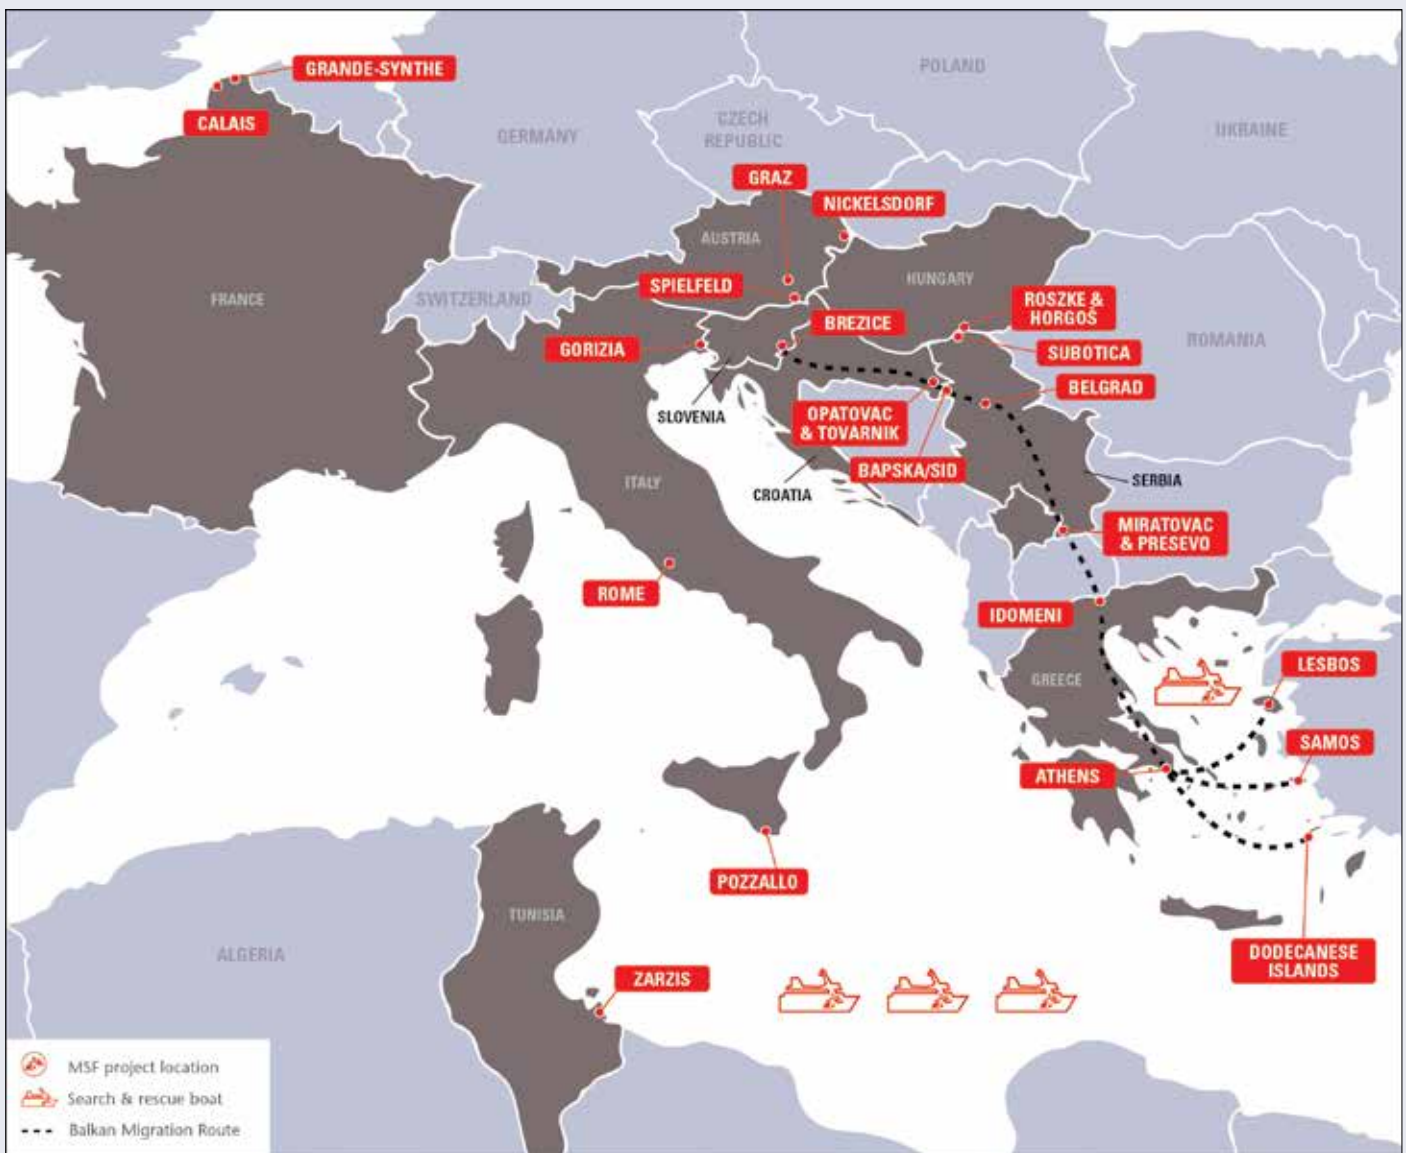 GRANDE-SYNTHE
CALAIS
POLAND
GERMANY
CZECH
REPUBLIC
UKRAINE
GRAZ
NICKELSDORF
AUSTRIA
HUNGARY
SPIELFELD
FRANCE
SWITZERLAND
ROSZKE &
HORGOŠ
BREZICE
ROMANIA
GORIZIA
SUBOTICA
BELGRAD
SLOVENIA
OPATOVAC
& TOVARNIK
BAPSKA/SID
ITALY
CROATIA
SERBIA
MIRATOVAC
& PRESEVO
ROME
IDOMENI
LESBOS
GREECE
SAMOS
ATHENS
POZZALLO
TUNISIA
ALGERIA
DODECANESE
ISLANDS
ZARZIS
MSF project location
Search & rescue boat
Balkan Migration Route